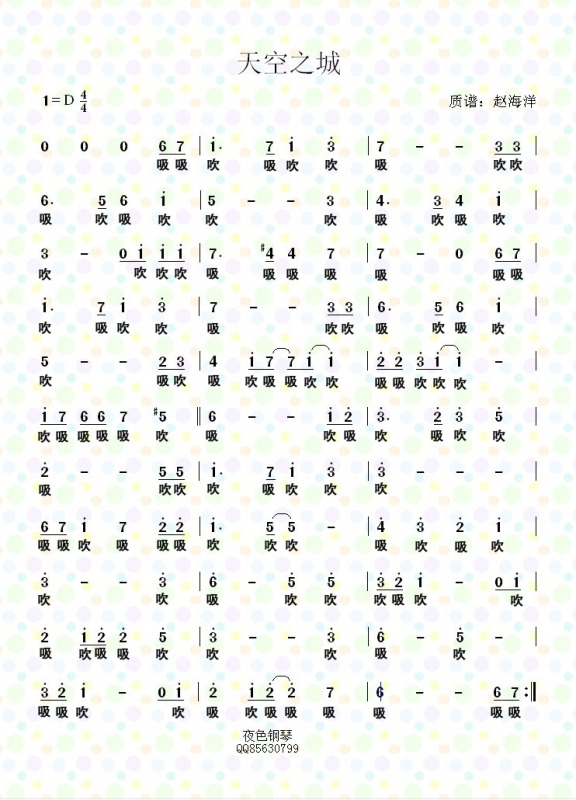 天空之城
1=D 4/4 质谱：赵海洋
0 0 0 6 7 | i. 7 i 3 | 7 - - 3 3 |
吸 吸 吹 吸 吹 吹 吸 吹 吹
6. 5 6 i | 5 - - 3 | 4. 3 4 i |
吸 吹 吸 吹 吹 吹 吸 吹 吸 吹
3 - 0 i i i | 7. #4 4 7 | 7 - 0 6 7 |
吹 吹 吹 吹 吸 吸 吸 吸 吸 吸 吸
i. 7 i 3 | 7 - - 3 3 | 6. 5 6 i |
吹 吸 吹 吹 吸 吹 吹 吸 吹 吸 吹
5 - - 2 3 | 4 i 7 7 i i | 2 2 3 i i - |
吹 吸 吹 吸 吹 吸 吸 吹 吹 吸 吸 吹 吹 吹
i 7 6 6 7 #5 || 6 - - i 2 | 3. 2 3 5 |
吹 吸 吸 吸 吸 吹 吸 吹 吸 吹 吸 吹 吹
2 - - 5 5 | i. 7 i 3 | 3 - - - |
吸 吹 吹 吹 吸 吹 吹 吹
6 7 i 7 2 2 | i. 5 5 - | 4 3 2 i |
吸 吸 吹 吸 吸 吸 吹 吹 吸 吹 吸 吹
3 - - 3 | 6 - 5 5 | 3 2 i - 0 i |
吹 吹 吸 吹 吹 吹 吸 吹 吹
2 i 2 2 5 | 3 - - 3 | 6 - 5 - |
吸 吹 吸 吸 吹 吹 吹 吸 吹
3 2 i - 0 i | 2 i 2 2 7 | 6 - - 6 7 :||
吸 吸 吹 吹 吸 吹 吸 吸 吸 吸 吸 吸
夜色钢琴
QQ85630799